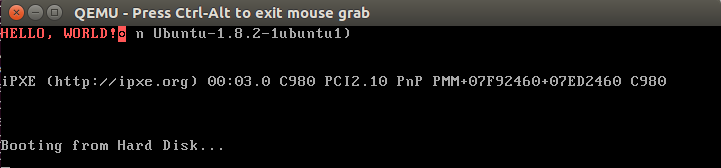 QEMU - Press Ctrl-Alt to exit mouse grab
HELLO, WORLD!o n Ubuntu-1.8.2-1ubuntu1)
iPXE (http://ipxe.org) 00:03.0 C980 PCI2.10 PnP PMM+07F92460+07ED2460 C980
Booting from Hard Disk...